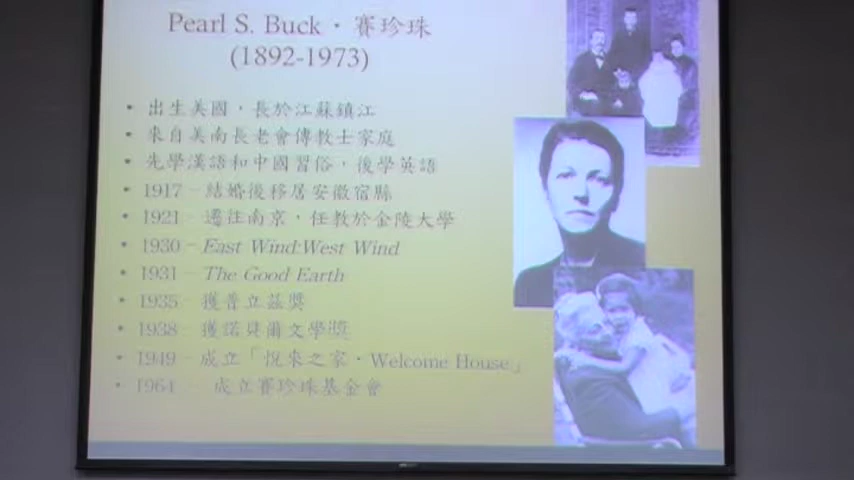 Pearl S. Buck · 賽珍珠
(1892-1973)
• 出生美國，長於江蘇鎮江
• 來自美南長老會傳教士家庭
• 先學漢語和中國習俗，後學英語
• 1917 – 結婚後移居安徽宿縣
• 1921 – 遷往南京，任教於金陵大學
• 1930 – East Wind:West Wind
• 1931 – The Good Earth
• 1935 – 獲普立茲獎
• 1938 – 獲諾貝爾文學獎
• 1949 – 成立「悅來之家·Welcome House」
• 1964 – 成立賽珍珠基金會